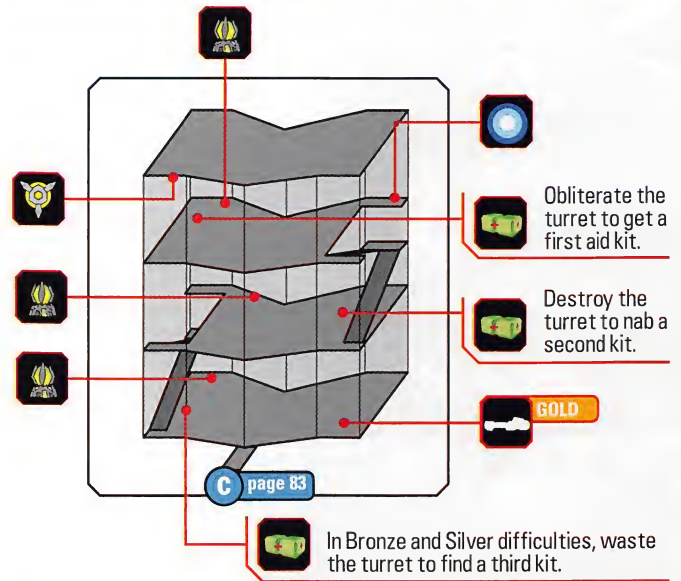 Obliterate the
turret to get a
first aid kit.
Destroy the
turret to nab a
second kit.
GOLD
C page 83
In Bronze and Silver difficulties, waste
the turret to find a third kit.